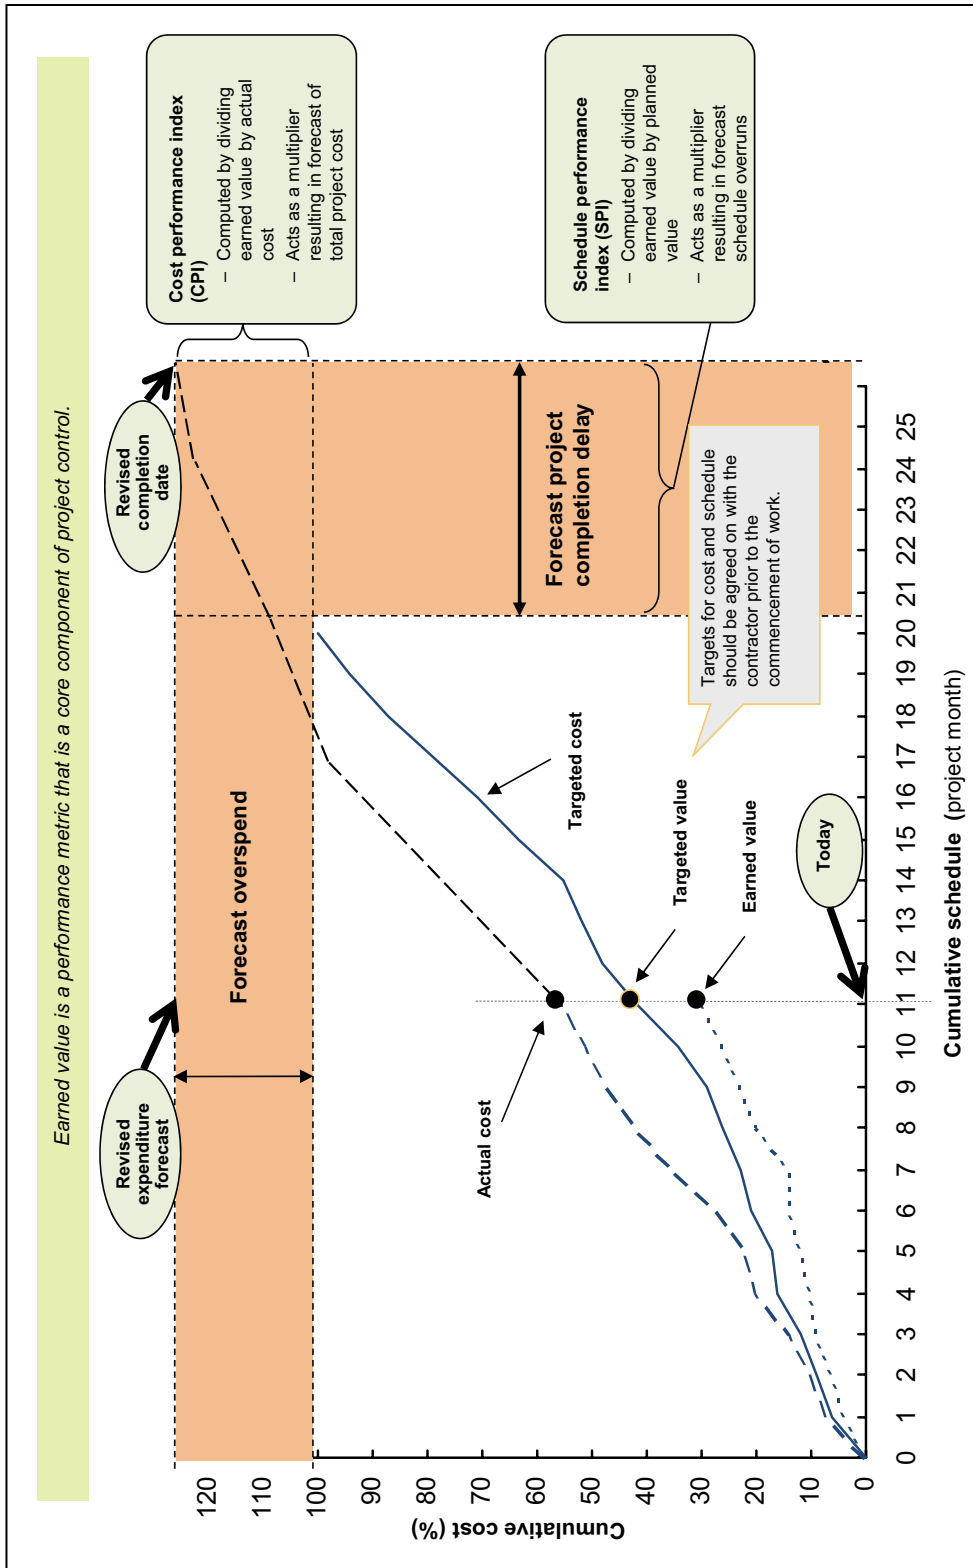 Earned value is a performance metric that is a core component of project control.
Revised
expenditure
forecast
Revised
completion
date
Forecast overspend
Cost performance index
(CPI)
– Computed by dividing
earned value by actual
cost
– Acts as a multiplier
resulting in forecast of
total project cost
Forecast project
completion delay
Schedule performance
index (SPI)
– Computed by dividing
earned value by planned
value
– Acts as a multiplier
resulting in forecast
schedule overruns
Actual cost
Targeted cost
Targeted value
Earned value
Targets for cost and schedule
should be agreed on with the
contractor prior to the
commencement of work.
Today
Cumulative cost (%)
120
110
100
90
80
70
60
50
40
30
20
10
0
0 1 2 3 4 5 6 7 8 9 10 11 12 13 14 15 16 17 18 19 20 21 22 23 24 25
Cumulative schedule (project month)